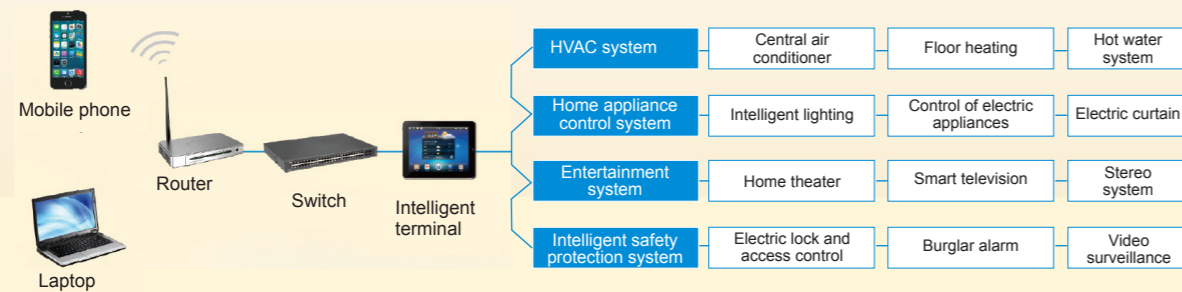 Mobile phone
Router
Switch
Intelligent
terminal
Laptop
HVAC system
Central air
conditioner
Floor heating
Hot water
system
Home appliance
control system
Intelligent lighting
Control of electric
appliances
Electric curtain
Entertainment
system
Home theater
Smart television
Stereo
system
Intelligent safety
protection system
Electric lock and
access control
Burglar alarm
Video
surveillance